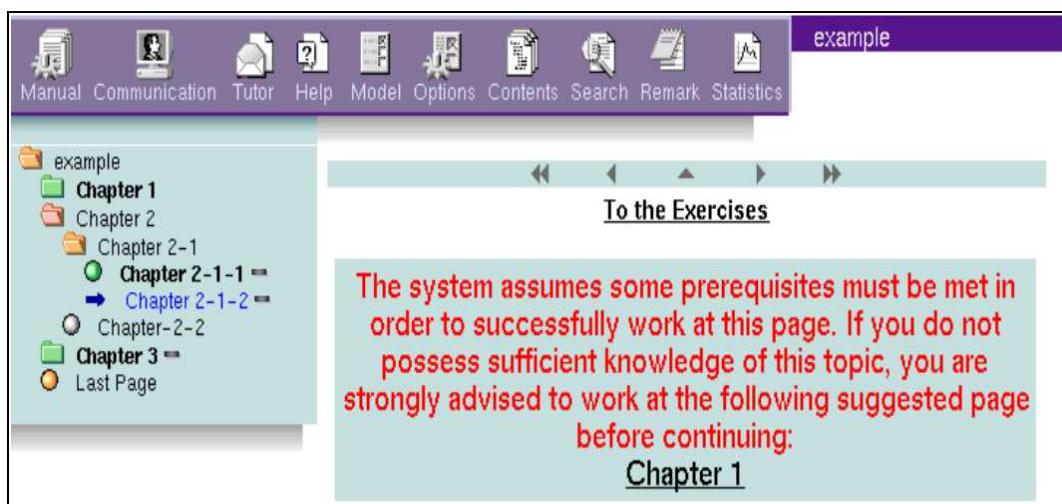 example
Manual Communication Tutor Help Model Options Contents Search Remark Statistics
example
Chapter 1
Chapter 2
Chapter 2-1
Chapter 2-1-1
Chapter 2-1-2
Chapter-2-2
Chapter 3
Last Page
To the Exercises
The system assumes some prerequisites must be met in
order to successfully work at this page. If you do not
possess sufficient knowledge of this topic, you are
strongly advised to work at the following suggested page
before continuing:
Chapter 1